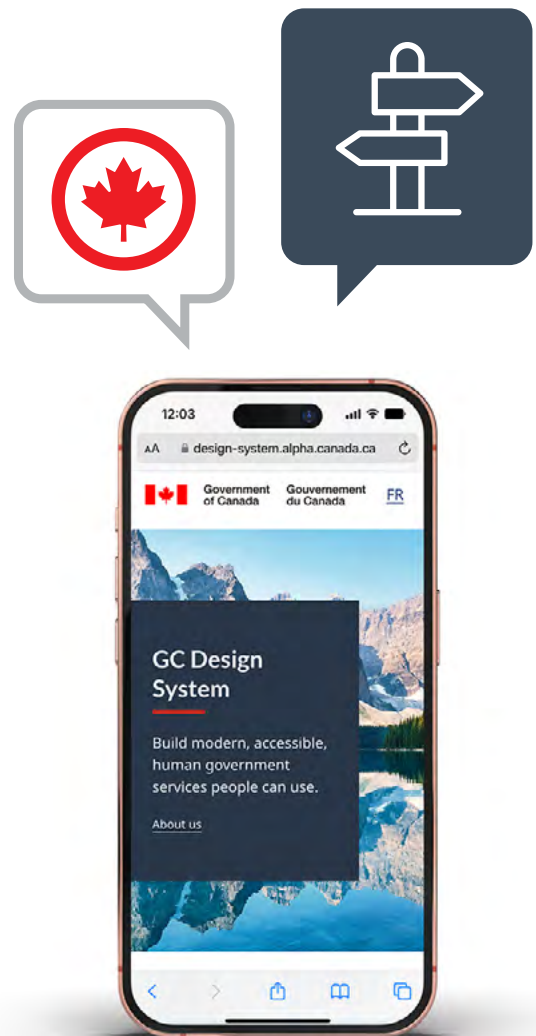 12:03
AA design-system.alpha.canada.ca
Government Gouvernement FR
of Canada du Canada
GC Design
System
Build modern, accessible,
human government
services people can use.
About us